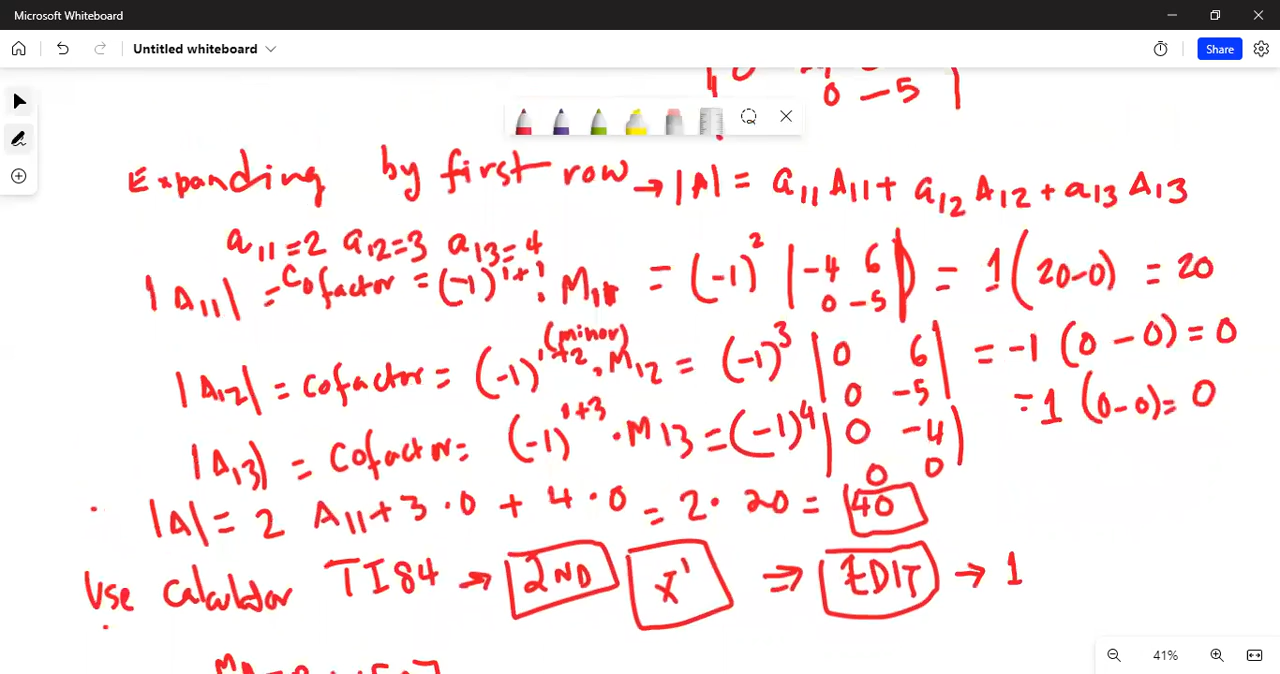 Microsoft Whiteboard
Untitled whiteboard
Share
0 -5
Expanding by first row → |A| = a11 A11 + a12 A12 + a13 A13
a11 = 2 a12 = 3 a13 = 4
|A11| = Cofactor = (-1)^1+1 . M11 = (-1)^2 |-4 6 = 1(20-0) = 20
0 -5|
(minor)
|A12| = Cofactor = (-1)^1+2 . M12 = (-1)^3 |0 6| = -1 (0 - 0) = 0
0 -5
|A13| = Cofactor = (-1)^1+3 . M13 = (-1)^4 |0 -4| = 1 (0-0) = 0
0 0
|A| = 2 A11 + 3 . 0 + 4 . 0 = 2 . 20 = 40
Use Calculator TI84 → 2ND X^1 ⇒ EDIT → 1
41%